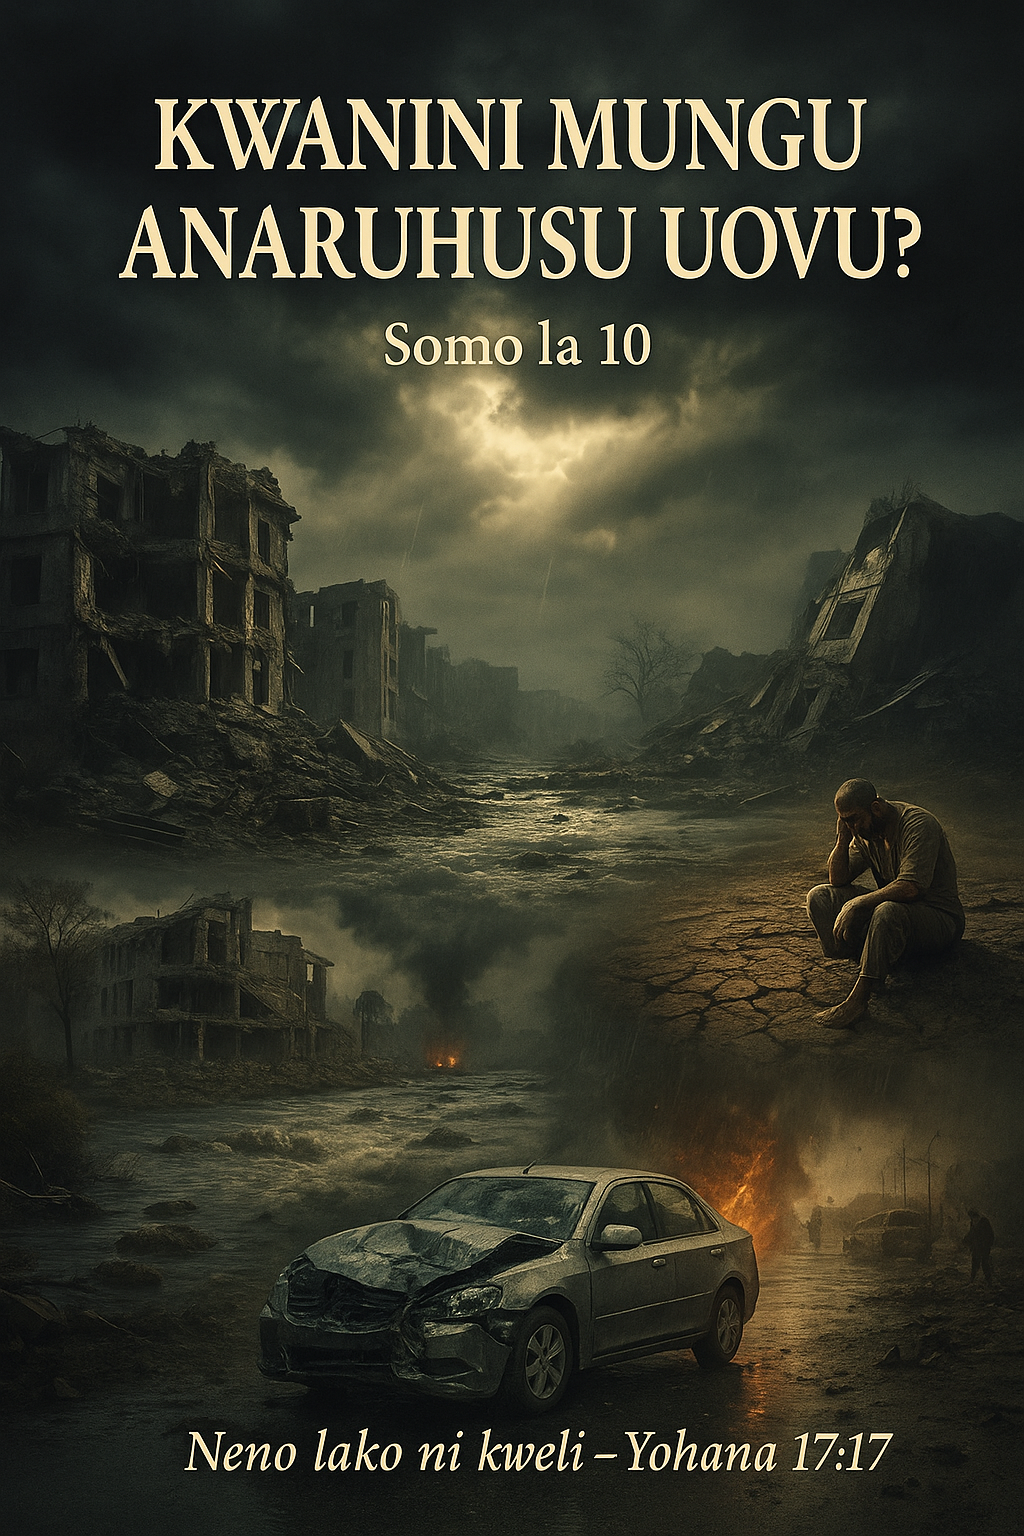 KWANINI MUNGU
ANARUHUSU UOVU?
Somo la 10
Neno lako ni kweli – Yohana 17:17